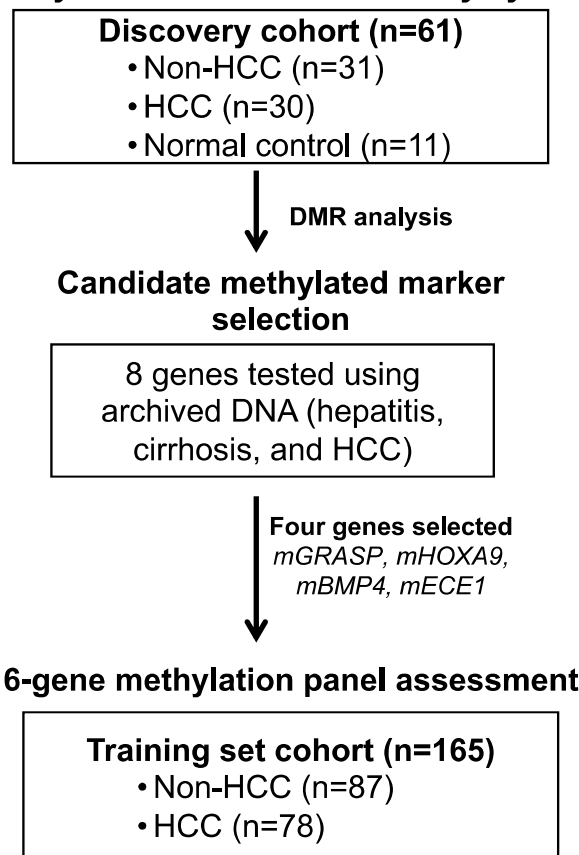 Discovery cohort (n=61)
• Non-HCC (n=31)
• HCC (n=30)
• Normal control (n=11)
DMR analysis
Candidate methylated marker
selection
8 genes tested using
archived DNA (hepatitis,
cirrhosis, and HCC)
Four genes selected
mGRASP, mHOXA9,
mBMP4, mECE1
6-gene methylation panel assessment
Training set cohort (n=165)
• Non-HCC (n=87)
• HCC (n=78)